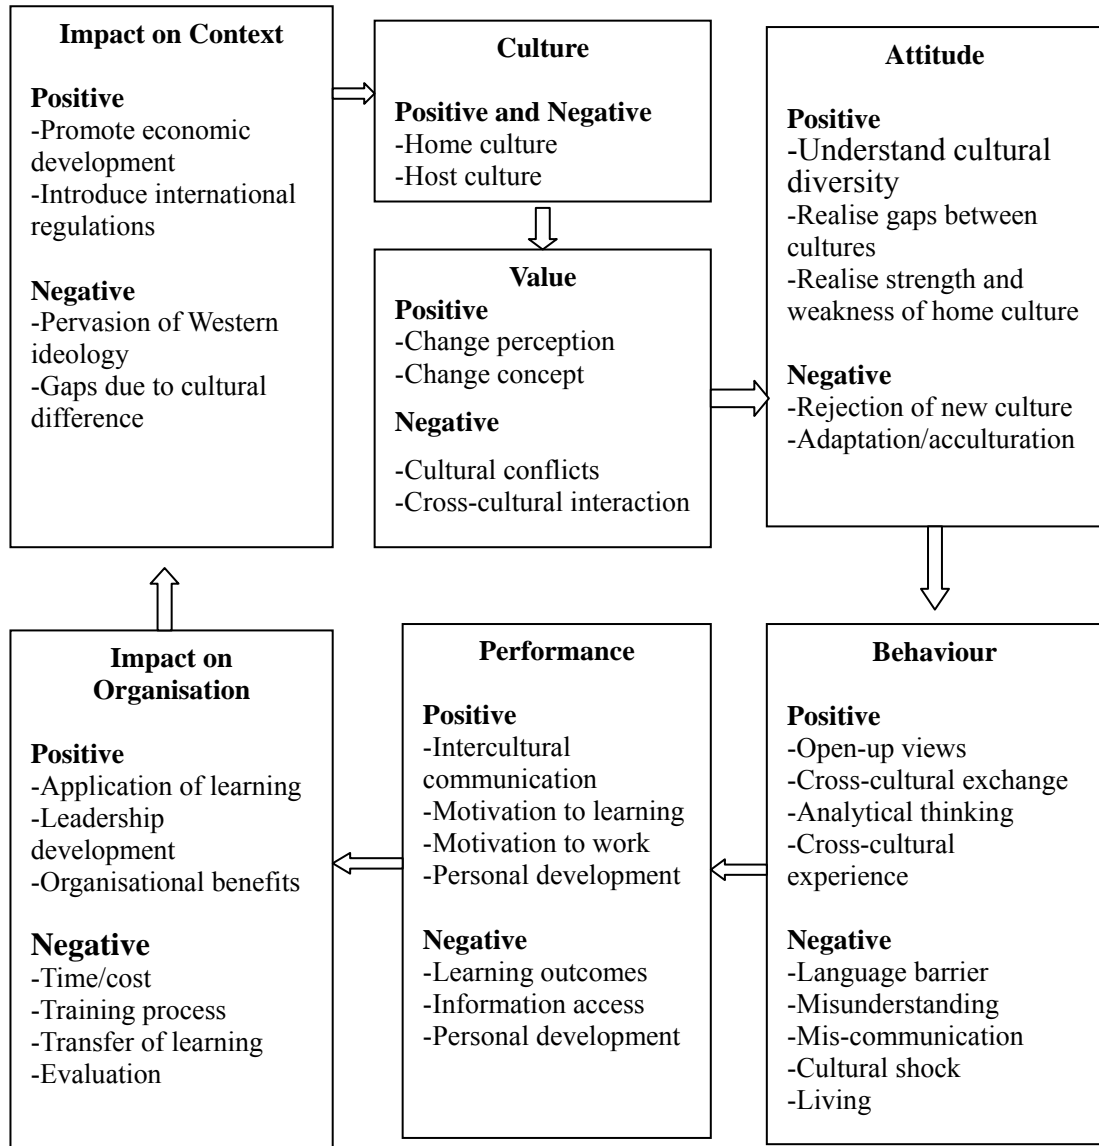 Impact on Context
Positive
-Promote economic
development
-Introduce international
regulations
Negative
-Pervasion of Western
ideology
-Gaps due to cultural
difference
Culture
Positive and Negative
-Home culture
-Host culture
Value
Positive
-Change perception
-Change concept
Negative
-Cultural conflicts
-Cross-cultural interaction
Attitude
Positive
-Understand cultural
diversity
-Realise gaps between
cultures
-Realise strength and
weakness of home culture
Negative
-Rejection of new culture
-Adaptation/acculturation
Behaviour
Positive
-Open-up views
-Cross-cultural exchange
-Analytical thinking
-Cross-cultural
experience
Negative
-Language barrier
-Misunderstanding
-Mis-communication
-Cultural shock
-Living
Performance
Positive
-Intercultural
communication
-Motivation to learning
-Motivation to work
-Personal development
Negative
-Learning outcomes
-Information access
-Personal development
Impact on
Organisation
Positive
-Application of learning
-Leadership
development
-Organisational benefits
Negative
-Time/cost
-Training process
-Transfer of learning
-Evaluation